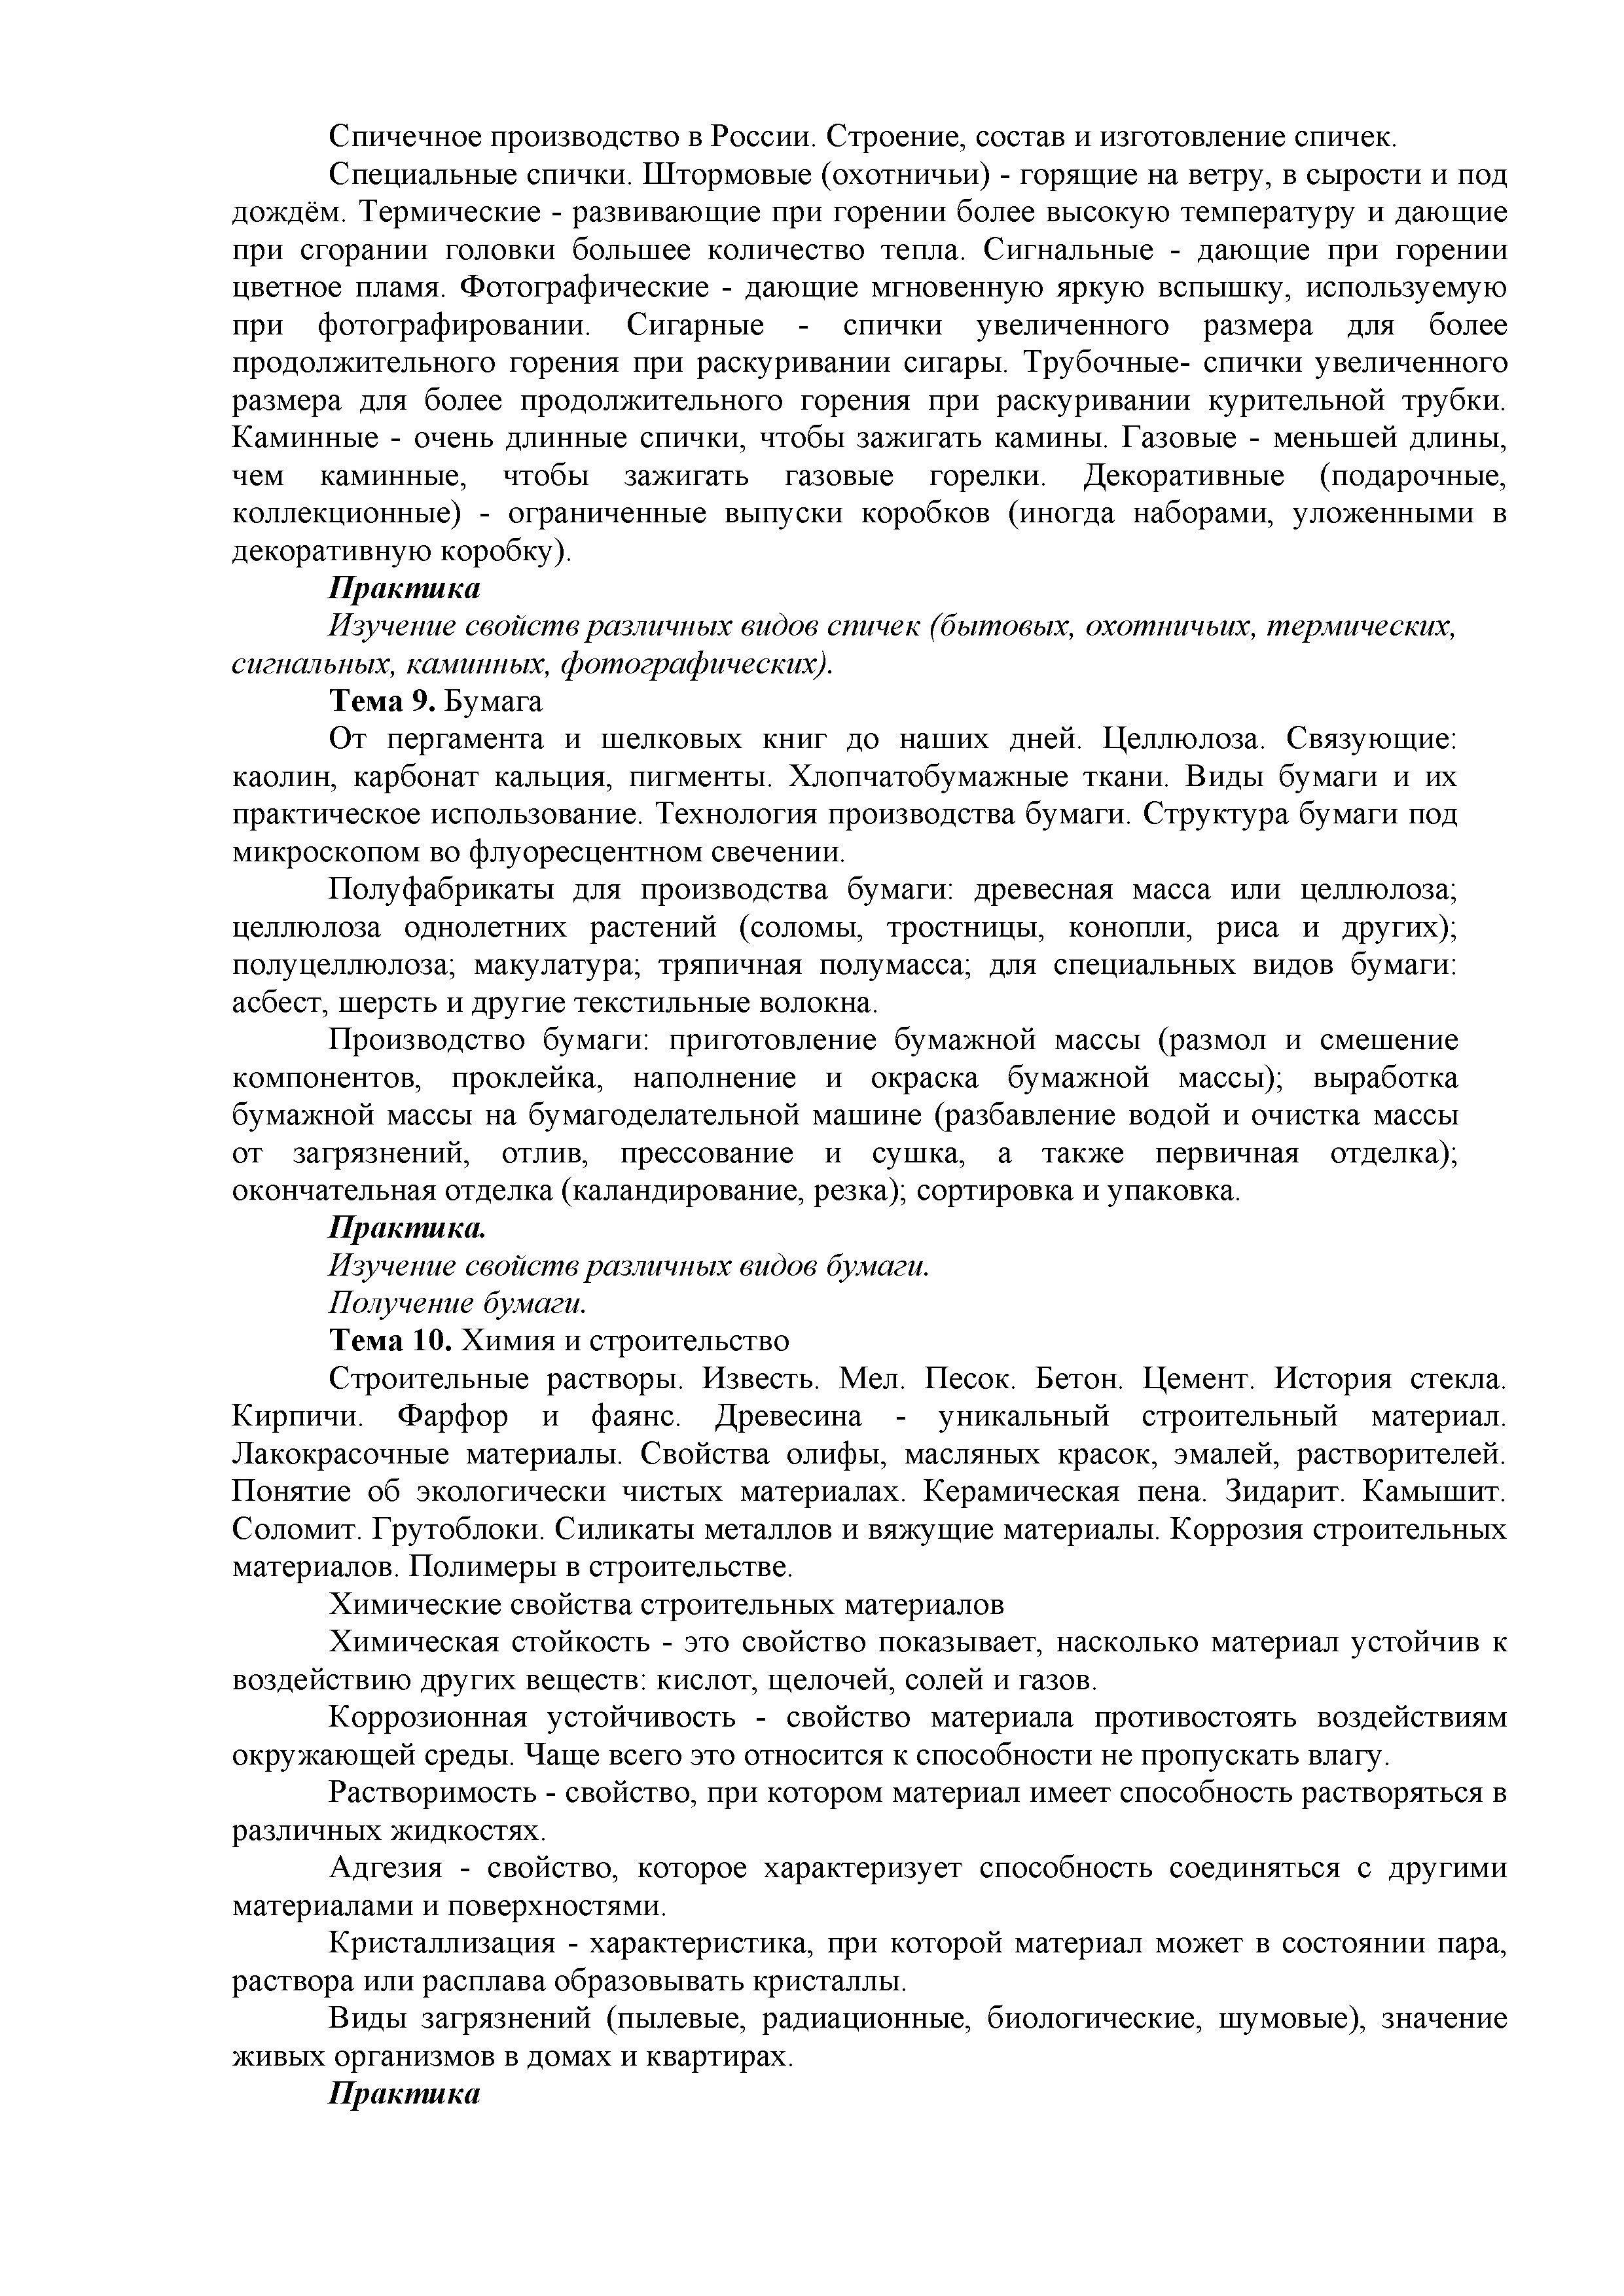 Спичечное производство в России. Строение, состав и изготовление спичек.
Специальные спички. Штормовые (охотничьи) - горящие на ветру, в сырости и под
дождём. Термические - развивающие при горении более высокую температуру и дающие
при сгорании головки большее количество тепла. Сигнальные - дающие при горении
цветное пламя. Фотографические - дающие мгновенную яркую вспышку, используемую
при фотографировании. Сигарные - спички увеличенного размера для более
продолжительного горения при раскуривании сигары. Трубочные- спички увеличенного
размера для более продолжительного горения при раскуривании курительной трубки.
Каминные - очень длинные спички, чтобы зажигать камины. Газовые - меньшей длины,
чем каминные, чтобы зажигать газовые горелки. Декоративные (подарочные,
коллекционные) - ограниченные выпуски коробков (иногда наборами, уложенными в
декоративную коробку).
Практика
Изучение свойств различных видов спичек (бытовых, охотничьих, термических,
сигнальных, каминных, фотографических).
Тема 9. Бумага
От пергамента и шелковых книг до наших дней. Целлюлоза. Связующие:
каолин, карбонат кальция, пигменты. Хлопчатобумажные ткани. Виды бумаги и их
практическое использование. Технология производства бумаги. Структура бумаги под
микроскопом во флуоресцентном свечении.
Полуфабрикаты для производства бумаги: древесная масса или целлюлоза;
целлюлоза однолетних растений (соломы, тростницы, конопли, риса и других);
полуцеллюлоза; макулатура; тряпичная полумасса; для специальных видов бумаги:
асбест, шерсть и другие текстильные волокна.
Производство бумаги: приготовление бумажной массы (размол и смешение
компонентов, проклейка, наполнение и окраска бумажной массы); выработка
бумажной массы на бумагоделательной машине (разбавление водой и очистка массы
от загрязнений, отлив, прессование и сушка, а также первичная отделка);
окончательная отделка (каландирование, резка); сортировка и упаковка.
Практика.
Изучение свойств различных видов бумаги.
Получение бумаги.
Тема 10. Химия и строительство
Строительные растворы. Известь. Мел. Песок. Бетон. Цемент. История стекла.
Кирпичи. Фарфор и фаянс. Древесина - уникальный строительный материал.
Лакокрасочные материалы. Свойства олифы, масляных красок, эмалей, растворителей.
Понятие об экологически чистых материалах. Керамическая пена. Зидарит. Камышит.
Соломит. Грутоблоки. Силикаты металлов и вяжущие материалы. Коррозия строительных
материалов. Полимеры в строительстве.
Химические свойства строительных материалов
Химическая стойкость - это свойство показывает, насколько материал устойчив к
воздействию других веществ: кислот, щелочей, солей и газов.
Коррозионная устойчивость - свойство материала противостоять воздействиям
окружающей среды. Чаще всего это относится к способности не пропускать влагу.
Растворимость - свойство, при котором материал имеет способность растворяться в
различных жидкостях.
Адгезия - свойство, которое характеризует способность соединяться с другими
материалами и поверхностями.
Кристаллизация - характеристика, при которой материал может в состоянии пара,
раствора или расплава образовывать кристаллы.
Виды загрязнений (пылевые, радиационные, биологические, шумовые), значение
живых организмов в домах и квартирах.
Практика